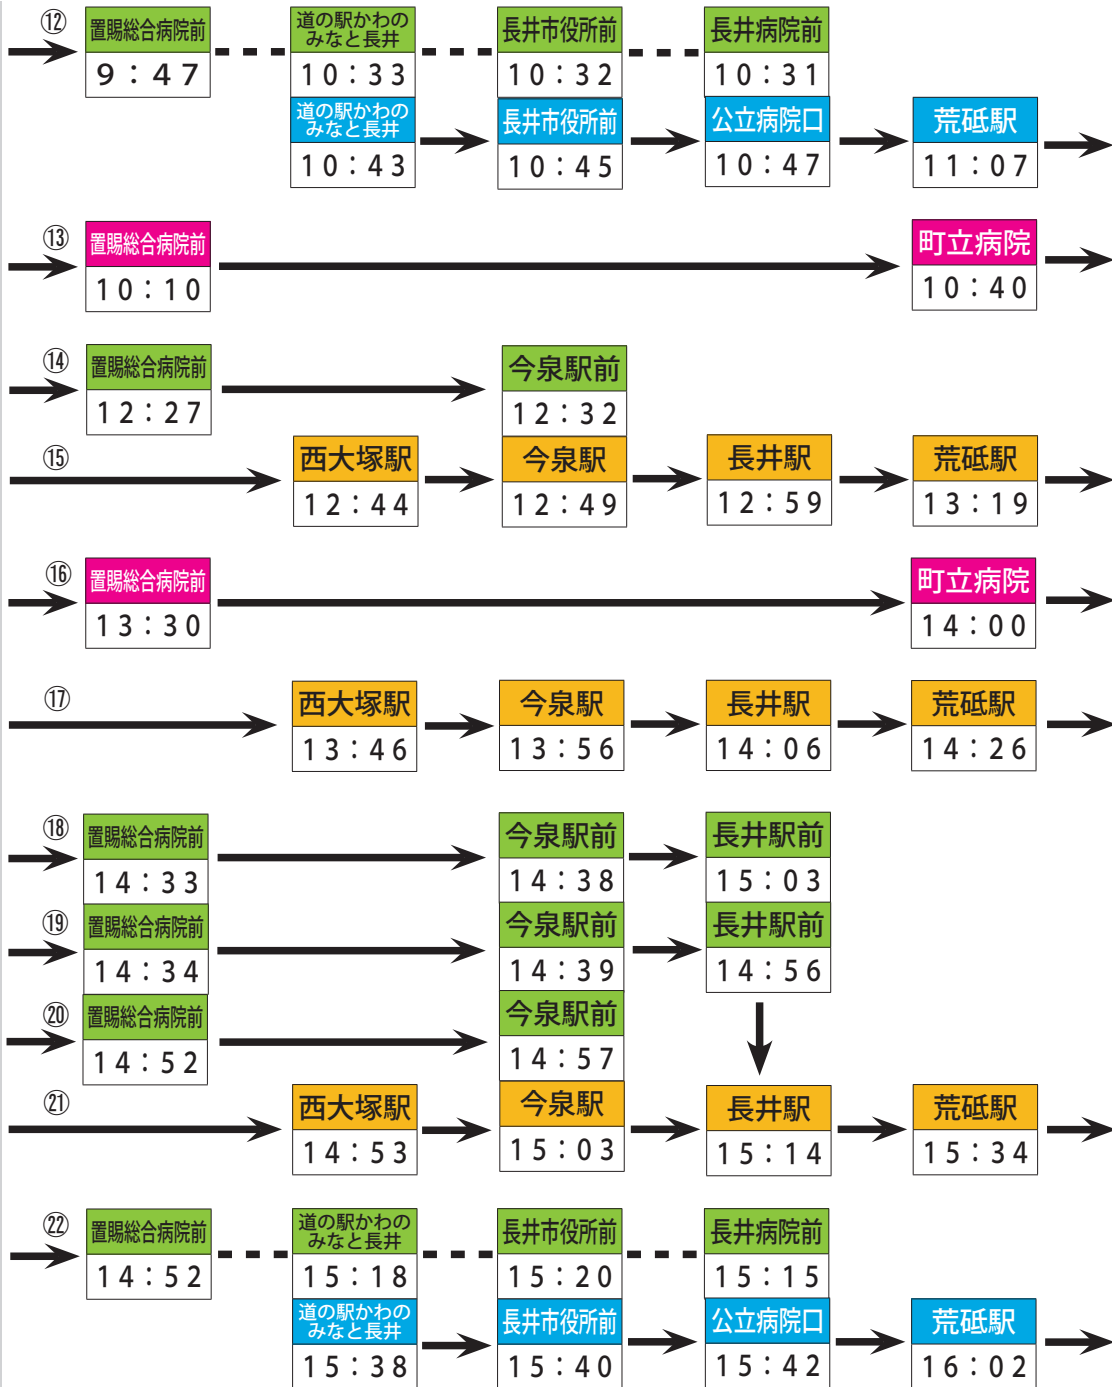 ⑫
置賜総合病院前
9：47
道の駅かわの
みなと長井
10：33
長井市役所前
10：32
長井病院前
10：31
道の駅かわの
みなと長井
10：43
長井市役所前
10：45
公立病院口
10：47
荒砥駅
11：07
⑬
置賜総合病院前
10：10
町立病院
10：40
⑭
置賜総合病院前
12：27
今泉駅前
12：32
⑮
西大塚駅
12：44
今泉駅
12：49
長井駅
12：59
荒砥駅
13：19
⑯
置賜総合病院前
13：30
町立病院
14：00
⑰
西大塚駅
13：46
今泉駅
13：56
長井駅
14：06
荒砥駅
14：26
⑱
置賜総合病院前
14：33
今泉駅前
14：38
長井駅前
15：03
⑲
置賜総合病院前
14：34
今泉駅前
14：39
長井駅前
14：56
⑳
置賜総合病院前
14：52
今泉駅前
14：57
㉑
西大塚駅
14：53
今泉駅
15：03
長井駅
15：14
荒砥駅
15：34
㉒
置賜総合病院前
14：52
道の駅かわの
みなと長井
15：18
長井市役所前
15：20
長井病院前
15：15
道の駅かわの
みなと長井
15：38
長井市役所前
15：40
公立病院口
15：42
荒砥駅
16：02